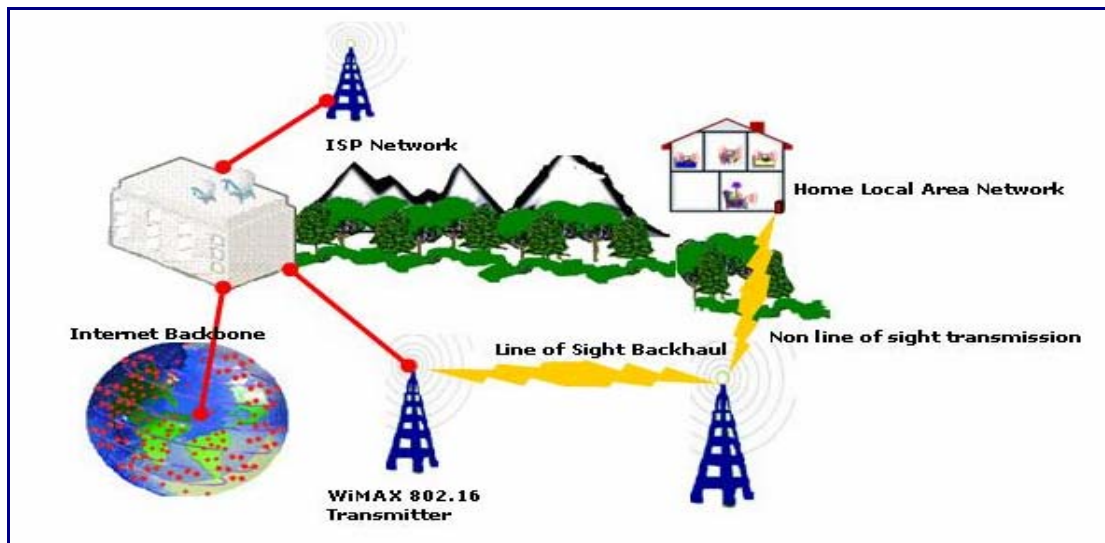 ISP Network
Home Local Area Network
Internet Backbone
Line of Sight Backhaul
Non line of sight transmission
WiMAX 802.16
Transmitter